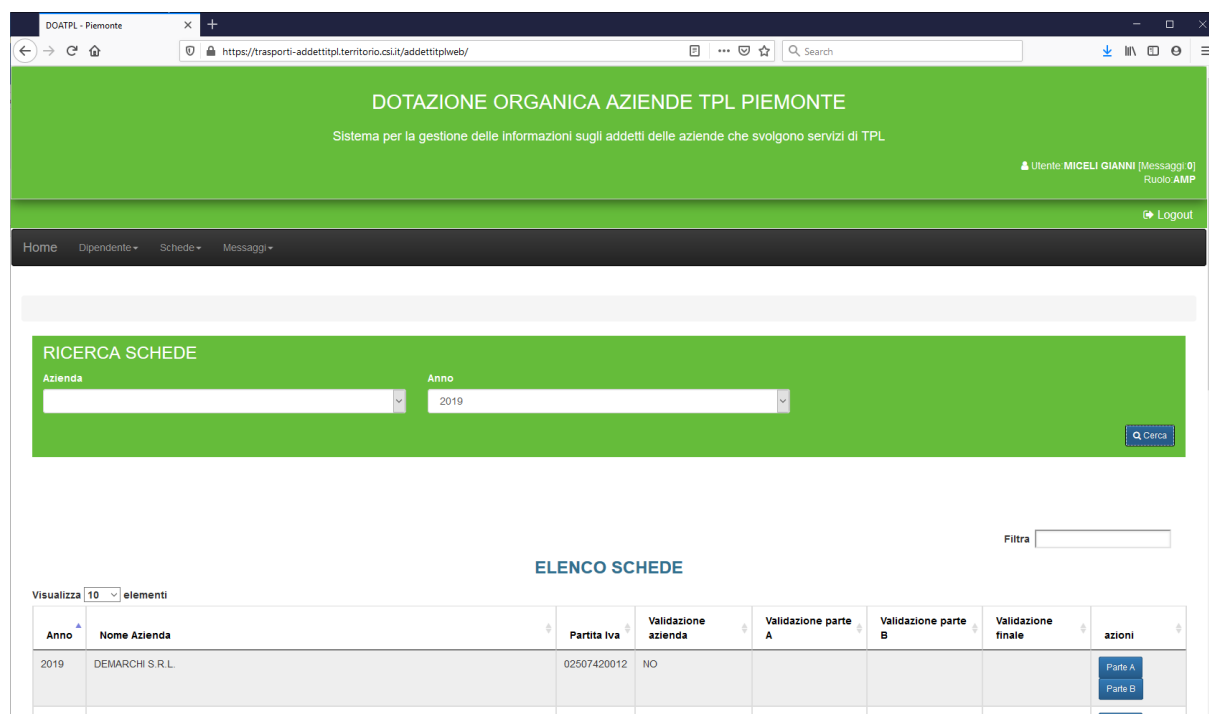 DOATPL - Piemonte
https://trasporti-addettitpl.territorio.csi.it/addettitplweb/
Search
DOTAZIONE ORGANICA AZIENDE TPL PIEMONTE
Sistema per la gestione delle informazioni sugli addetti delle aziende che svolgono servizi di TPL
Utente:MICELI GIANNI [Messaggi:0]
Ruolo:AMP
Logout
Home Dipendente Schede Messaggi
RICERCA SCHEDE
Azienda Anno
2019
Cerca
Filtra
ELENCO SCHEDE
Visualizza 10 elementi
Anno Nome Azienda Partita Iva Validazione azienda Validazione parte A Validazione parte B Validazione finale azioni
2019 DEMARCHI S.R.L. 02507420012 NO Parte A
Parte B